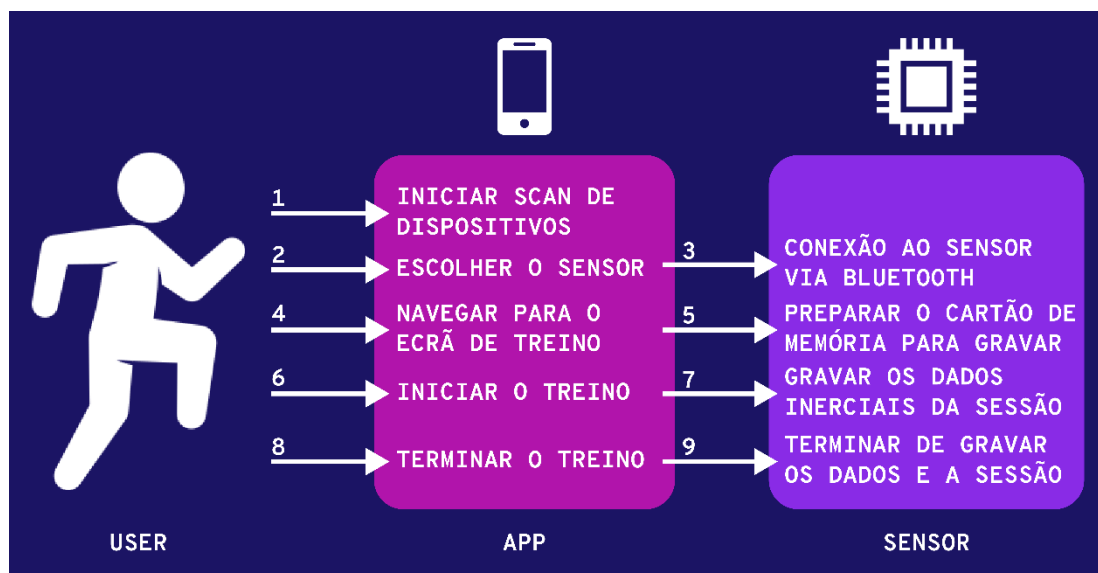 1
INICIAR SCAN DE
DISPOSITIVOS
2
ESCOLHER O SENSOR
3
CONEXÃO AO SENSOR
VIA BLUETOOTH
4
NAVEGAR PARA O
ECRÃ DE TREINO
5
PREPARAR O CARTÃO DE
MEMÓRIA PARA GRAVAR
6
INICIAR O TREINO
7
GRAVAR OS DADOS
INERCIAIS DA SESSÃO
8
TERMINAR O TREINO
9
TERMINAR DE GRAVAR
OS DADOS E A SESSÃO
USER
APP
SENSOR